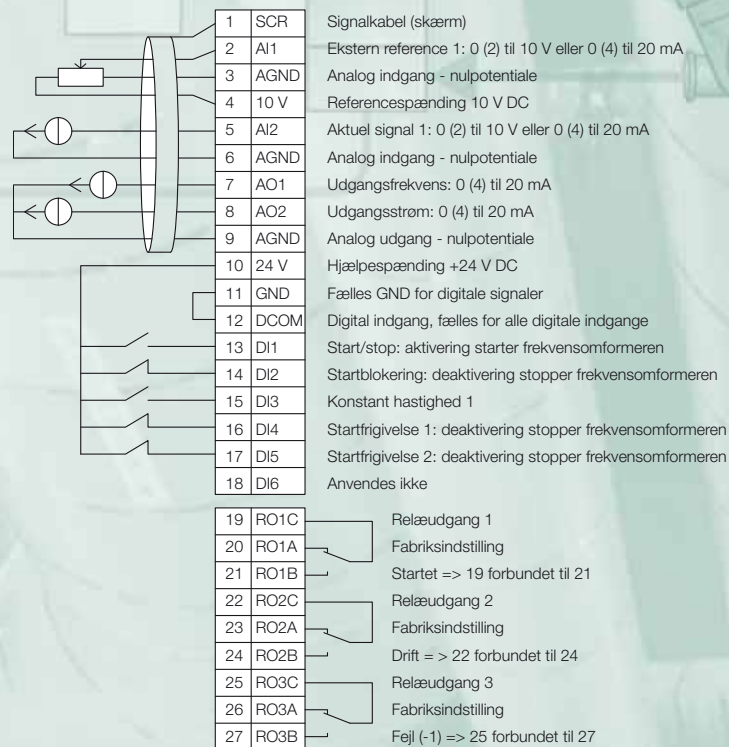 1 SCR Signalkabel (skærm)
2 AI1 Ekstern reference 1: 0 (2) til 10 V eller 0 (4) til 20 mA
3 AGND Analog indgang - nulpotentiale
4 10 V Referencespænding 10 V DC
5 AI2 Aktuel signal 1: 0 (2) til 10 V eller 0 (4) til 20 mA
6 AGND Analog indgang - nulpotentiale
7 AO1 Udgangsfrekvens: 0 (4) til 20 mA
8 AO2 Udgangsstrøm: 0 (4) til 20 mA
9 AGND Analog udgang - nulpotentiale
10 24 V Hjælpespænding +24 V DC
11 GND Fælles GND for digitale signaler
12 DCOM Digital indgang, fælles for alle digitale indgange
13 DI1 Start/stop: aktivering starter frekvensomformeren
14 DI2 Startblokering: deaktivering stopper frekvensomformeren
15 DI3 Konstant hastighed 1
16 DI4 Startfrigivelse 1: deaktivering stopper frekvensomformeren
17 DI5 Startfrigivelse 2: deaktivering stopper frekvensomformeren
18 DI6 Anvendes ikke
19 RO1C Relæudgang 1
20 RO1A Fabriksindstilling
21 RO1B Startet => 19 forbundet til 21
22 RO2C Relæudgang 2
23 RO2A Fabriksindstilling
24 RO2B Drift = > 22 forbundet til 24
25 RO3C Relæudgang 3
26 RO3A Fabriksindstilling
27 RO3B Fejl (-1) => 25 forbundet til 27